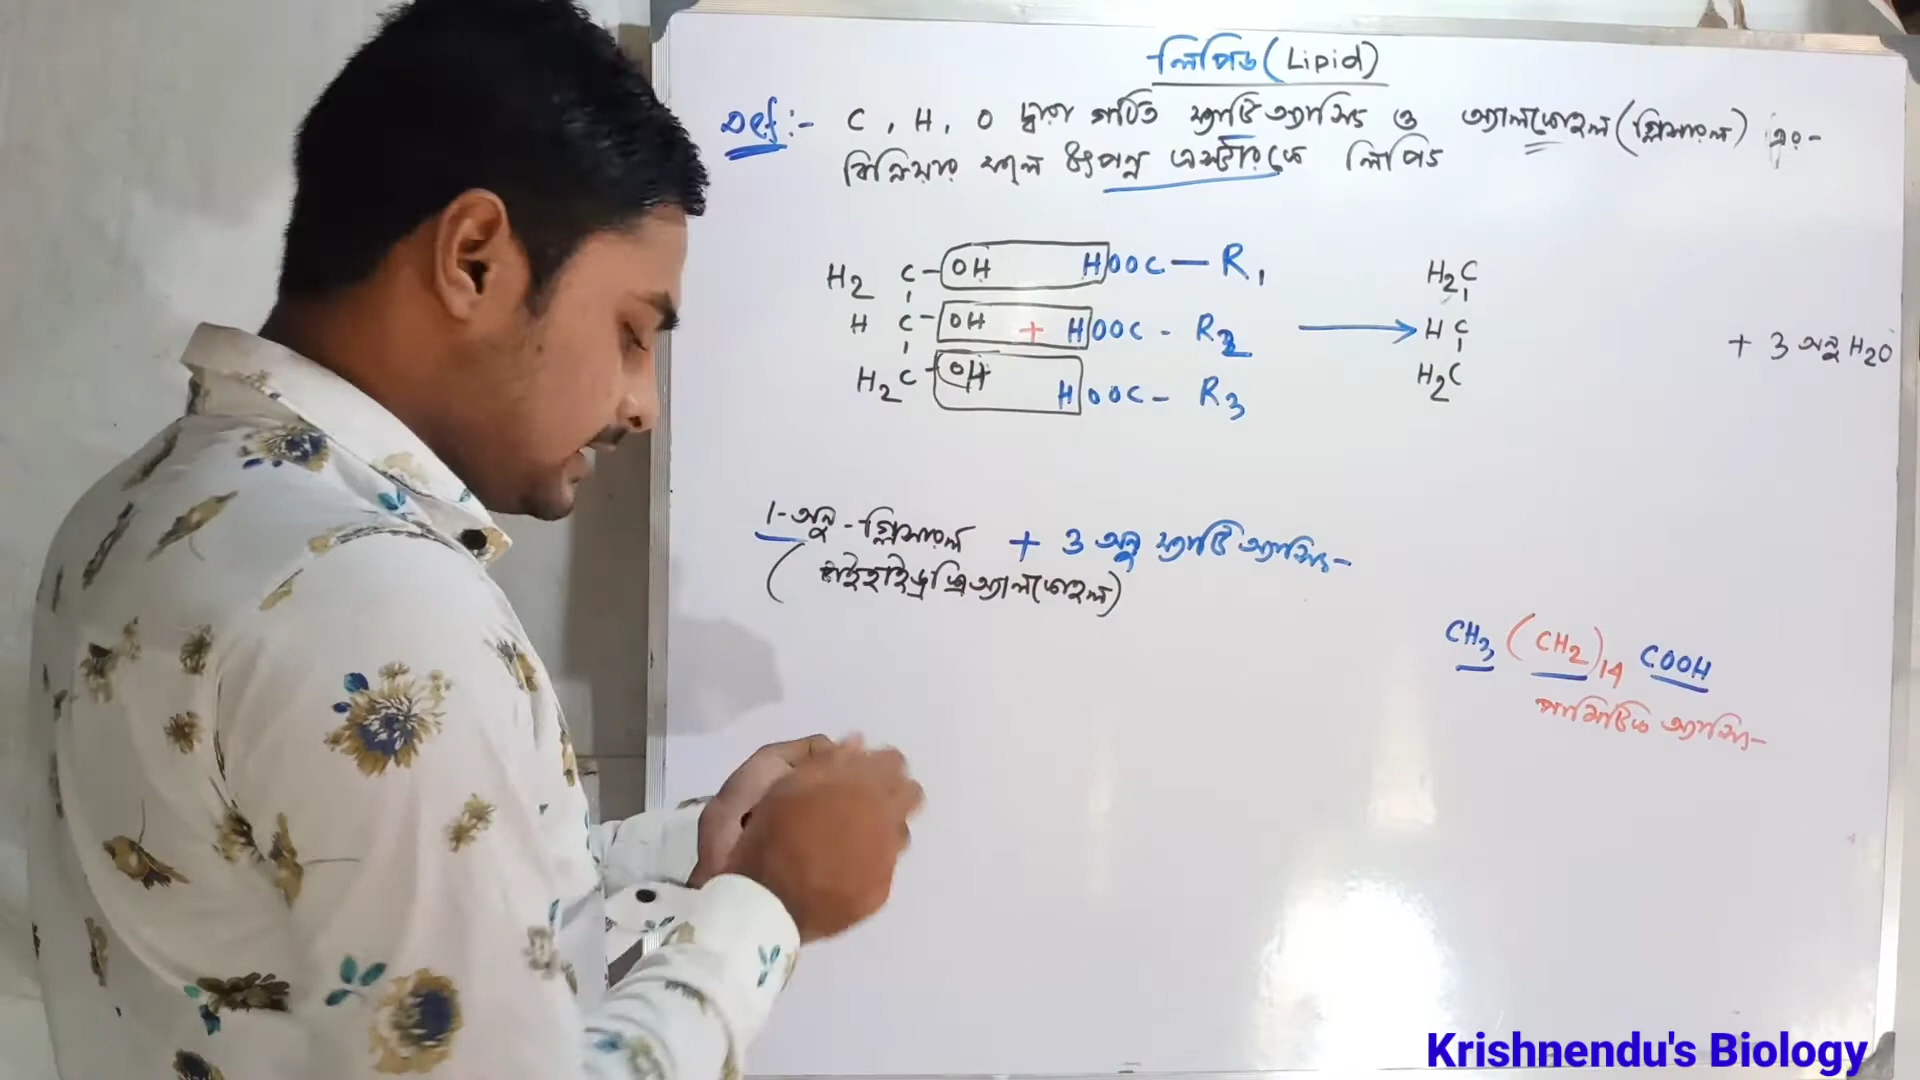 লিপিড (Lipid)
Def:- C, H, O দ্বারা গঠিত ফ্যাটি অ্যাসিড ও অ্যালকোহল (গ্লিসারল) এর-
বিক্রিয়ার ফলে উৎপন্ন এস্টারকে লিপিড
H2 C - OH HOOC — R1 → H2C
H C - OH + HOOC - R2 H C + 3 অনু H2O
H2 C - OH HOOC - R3 H2C
1-অনু - গ্লিসারল + 3 অনু ফ্যাটি অ্যাসিড-
(ট্রাইহাইড্রক্সি অ্যালকোহল)
CH3 (CH2)14 COOH
পামিটিক অ্যাসিড-
Krishnendu's Biology